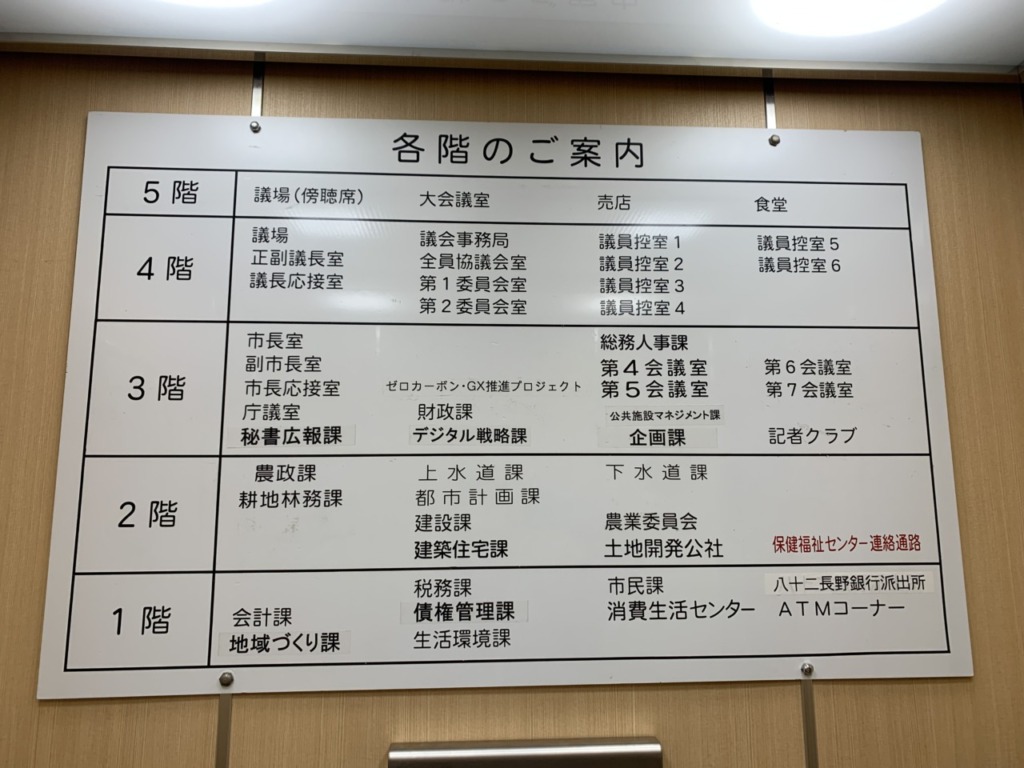 各階のご案内
5階 議場(傍聴席) 大会議室 売店 食堂
4階
議場 議会事務局 議員控室1 議員控室5
正副議長室 全員協議会室 議員控室2 議員控室6
議長応接室 第1委員会室 議員控室3
第2委員会室 議員控室4
3階
市長室 総務人事課
副市長室 第4会議室 第6会議室
市長応接室 ゼロカーボン・GX推進プロジェクト 第5会議室 第7会議室
庁議室 財政課 公共施設マネジメント課
秘書広報課 デジタル戦略課 企画課 記者クラブ
2階
農政課 上水道課 下水道課
耕地林務課 都市計画課
建設課 農業委員会
建築住宅課 土地開発公社 保健福祉センター連絡通路
1階
税務課 市民課 八十二長野銀行派出所
会計課 債権管理課 消費生活センター ATMコーナー
地域づくり課 生活環境課